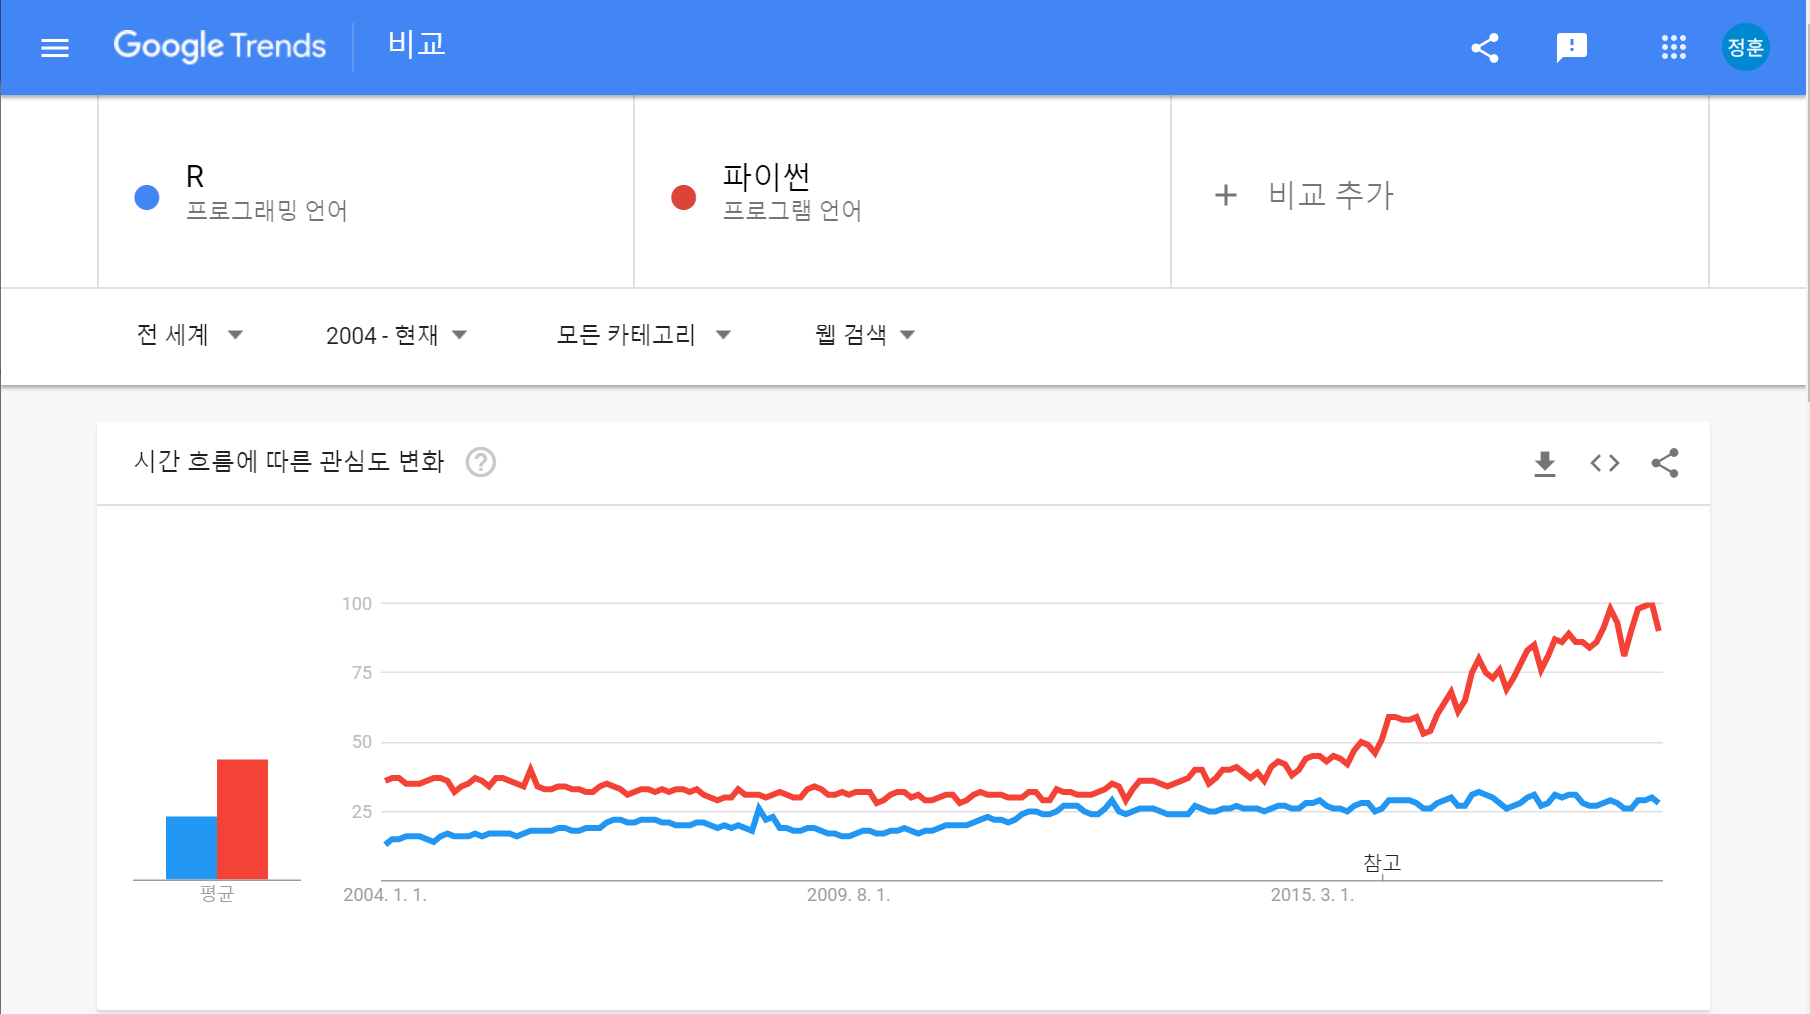 Google Trends 비교
정훈
R
프로그래밍 언어
파이썬
프로그램 언어
+ 비교 추가
전 세계
2004 - 현재
모든 카테고리
웹 검색
시간 흐름에 따른 관심도 변화 ?
100
75
50
25
참고
평균
2004. 1. 1.
2009. 8. 1.
2015. 3. 1.